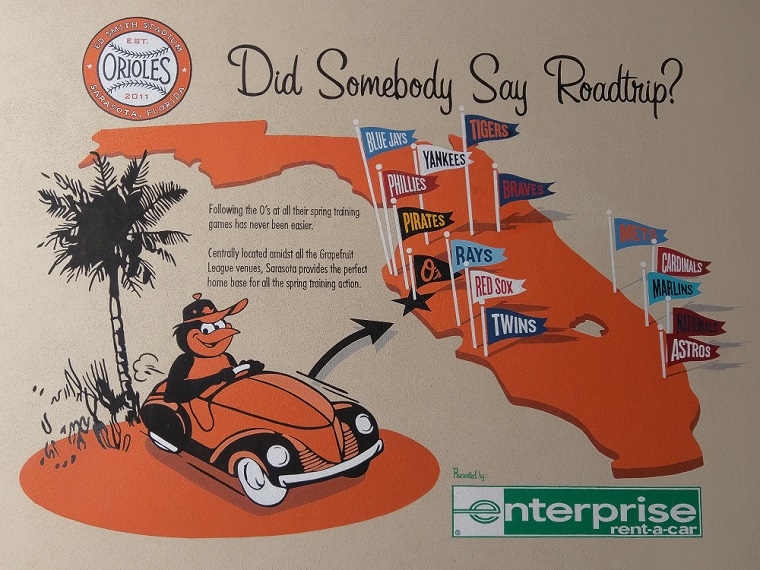 ED SMITH STADIUM
EST.
ORIOLES
2011
SARASOTA, FLORIDA
Did Somebody Say Roadtrip?
BLUE JAYS
TIGERS
YANKEES
PHILLIES
BRAVES
PIRATES
METS
RAYS
CARDINALS
O's
RED SOX
MARLINS
TWINS
NATIONALS
ASTROS
Following the O's at all their spring training
games has never been easier.
Centrally located amidst all the Grapefruit
League venues, Sarasota provides the perfect
home base for all the spring training action.
Presented by:
enterprise
rent-a-car